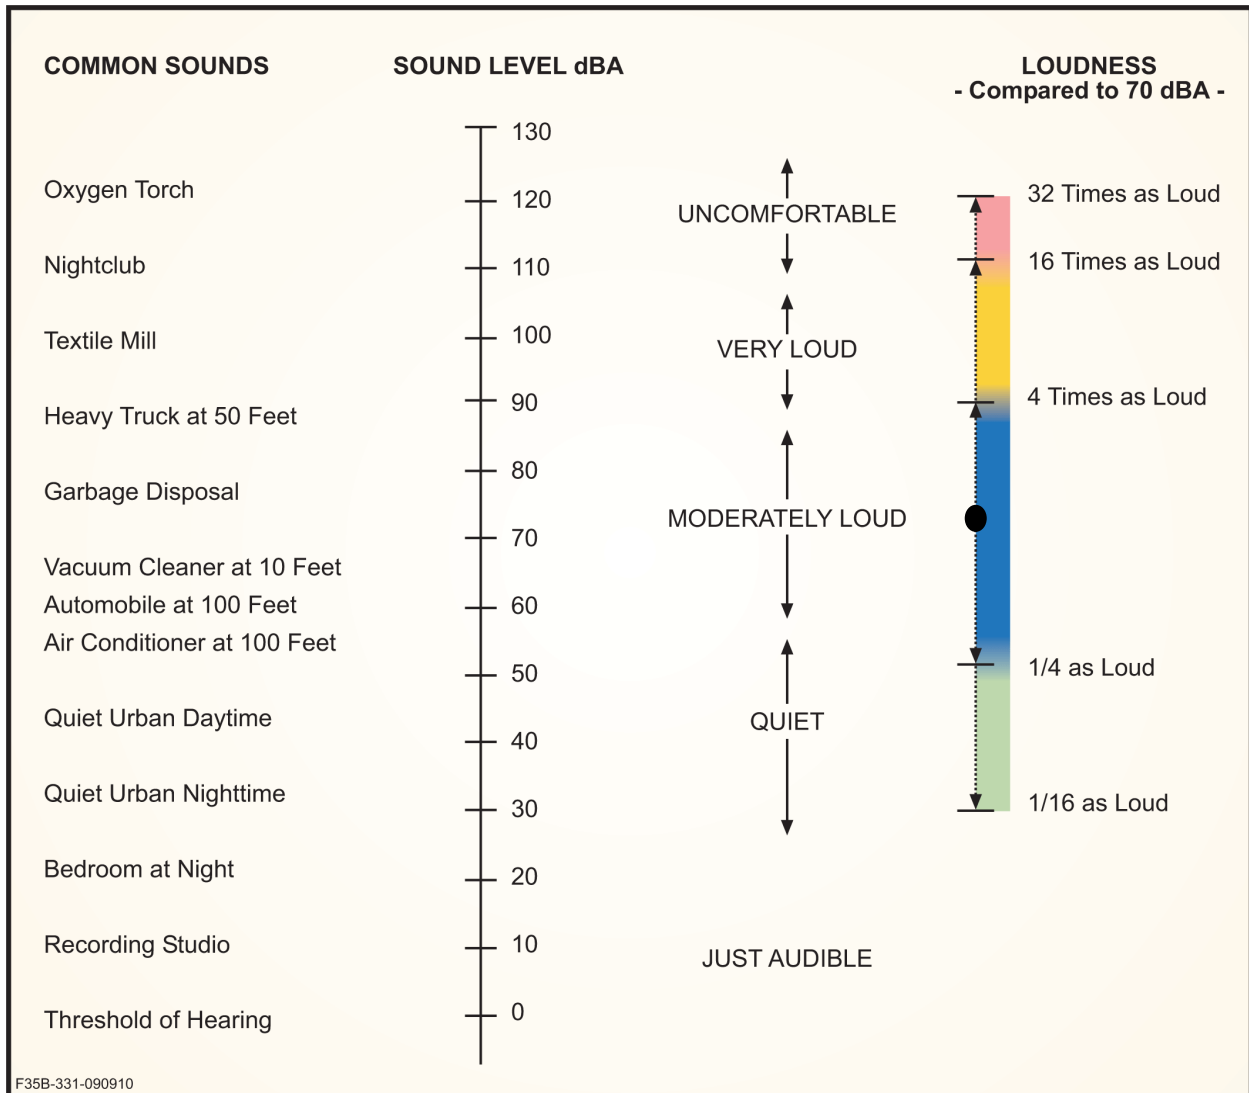 COMMON SOUNDS
SOUND LEVEL dBA
LOUDNESS
- Compared to 70 dBA -
Oxygen Torch
Nightclub
Textile Mill
Heavy Truck at 50 Feet
Garbage Disposal
Vacuum Cleaner at 10 Feet
Automobile at 100 Feet
Air Conditioner at 100 Feet
Quiet Urban Daytime
Quiet Urban Nighttime
Bedroom at Night
Recording Studio
Threshold of Hearing
130
120
110
100
90
80
70
60
50
40
30
20
10
0
UNCOMFORTABLE
VERY LOUD
MODERATELY LOUD
QUIET
JUST AUDIBLE
32 Times as Loud
16 Times as Loud
4 Times as Loud
1/4 as Loud
1/16 as Loud
F35B-331-090910